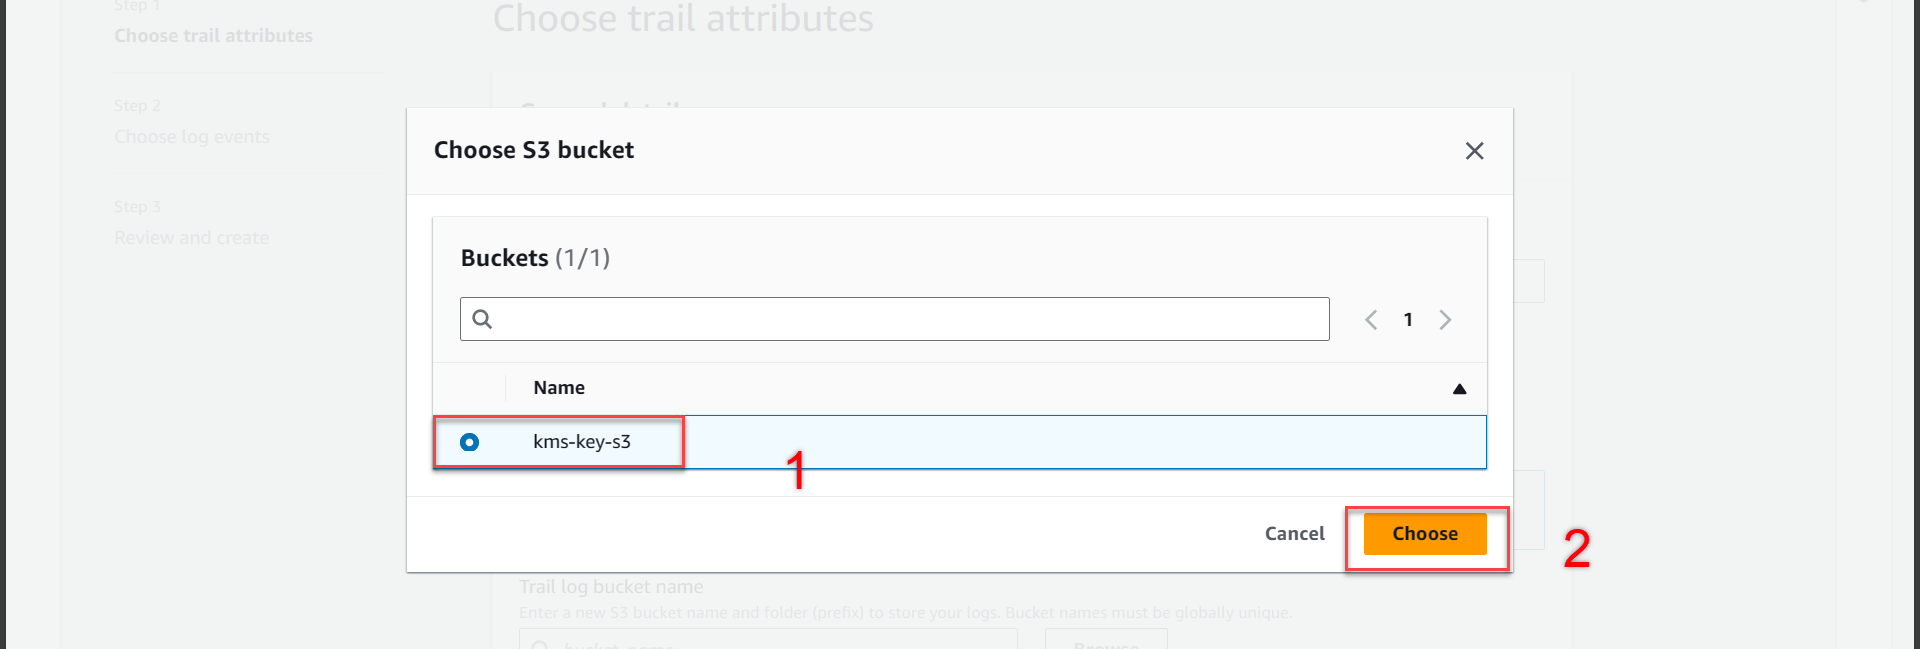 Step 1
Choose trail attributes
Step 2
Choose log events
Step 3
Review and create
Choose trail attributes
Choose S3 bucket
Buckets (1/1)
1
Name
kms-key-s3
1
Cancel
Choose
2
Trail log bucket name
Enter a new S3 bucket name and folder (prefix) to store your logs. Bucket names must be globally unique.
Browse